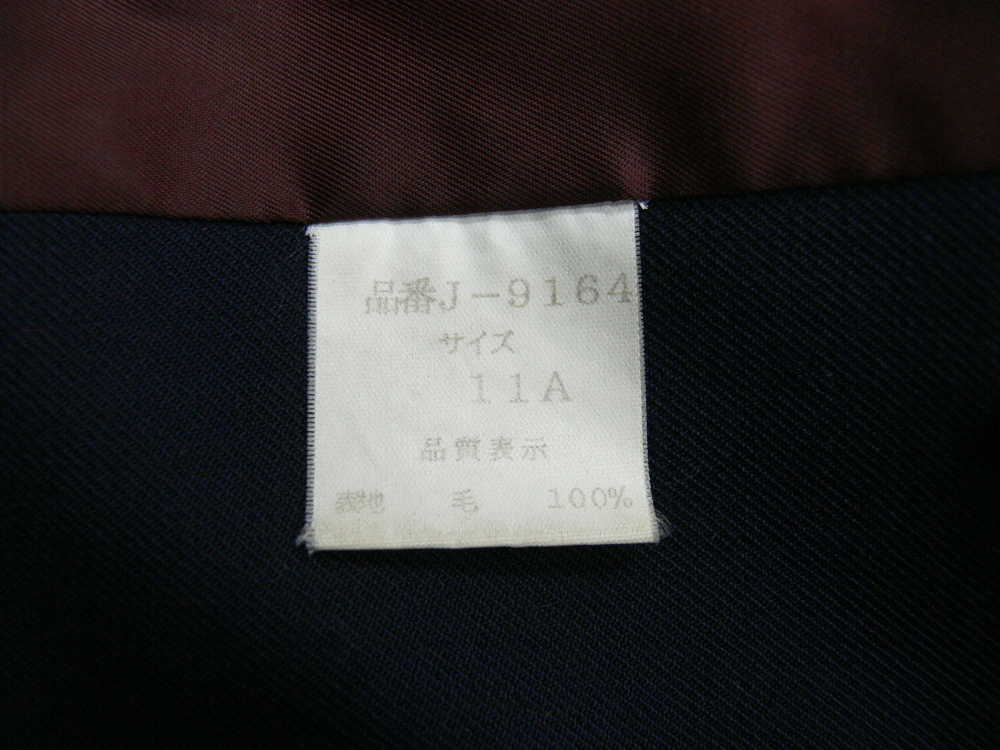 品番J-9164
サイズ
11A
品質表示
表地 毛 100%